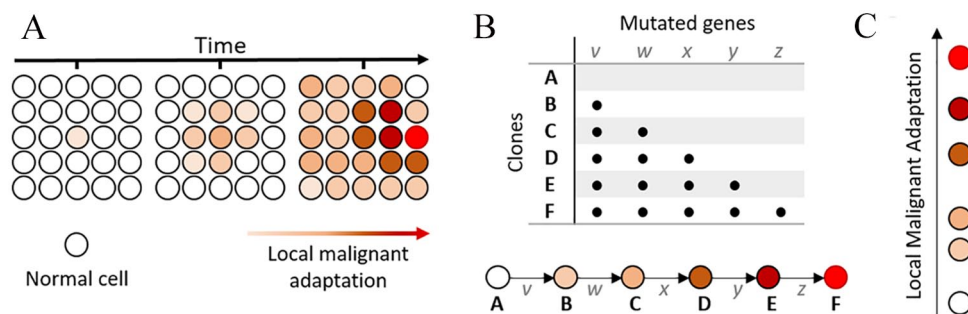 A
Time
Normal cell
Local malignant
adaptation
B
Mutated genes
v w x y z
Clones
A
B
C
D
E
F
v w x y z
A B C D E F
C
Local Malignant Adaptation